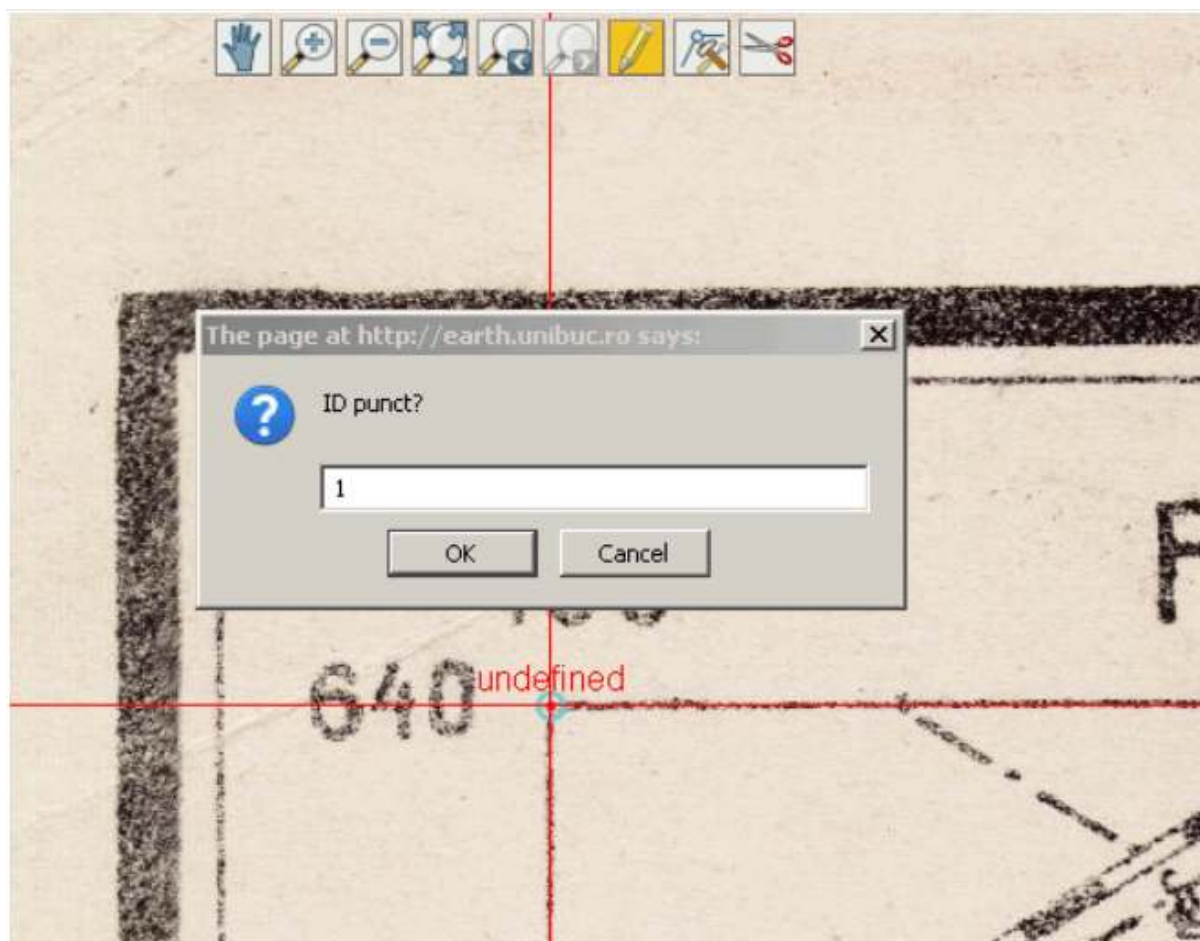 The page at http://earth.unibuc.ro says:
ID punct?
1
OK
Cancel
640
undefined